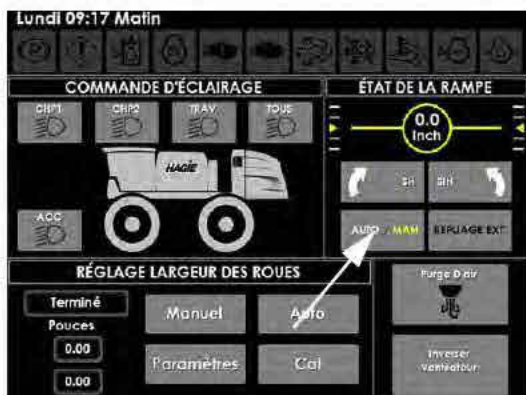 Lundi 09:17 Matin
COMMANDE D'ÉCLAIRAGE
ÉTAT DE LA RAMPE
CHP1
CHP2
TRAV
TOUS
0.0
Inch
HAGIE
SH
SIH
ACC
AUTO / MAN
REPLIAGE EXT
RÉGLAGE LARGEUR DES ROUES
Purge D'air
Terminé
Manuel
Auto
Pouces
0.00
Paramètres
Cal
Inverser
Ventilateur
0.00